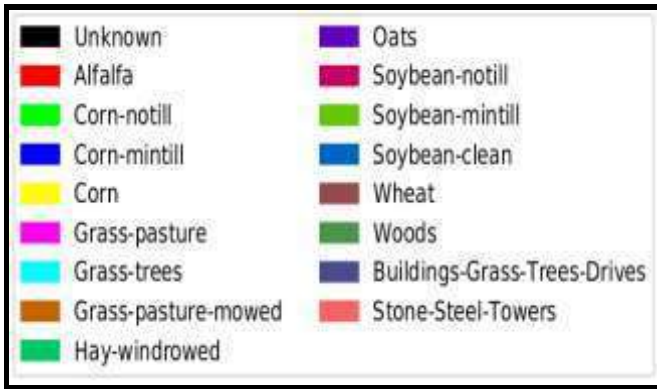 Unknown
Alfalfa
Corn-notill
Corn-mintill
Corn
Grass-pasture
Grass-trees
Grass-pasture-mowed
Hay-windrowed
Oats
Soybean-notill
Soybean-mintill
Soybean-clean
Wheat
Woods
Buildings-Grass-Trees-Drives
Stone-Steel-Towers